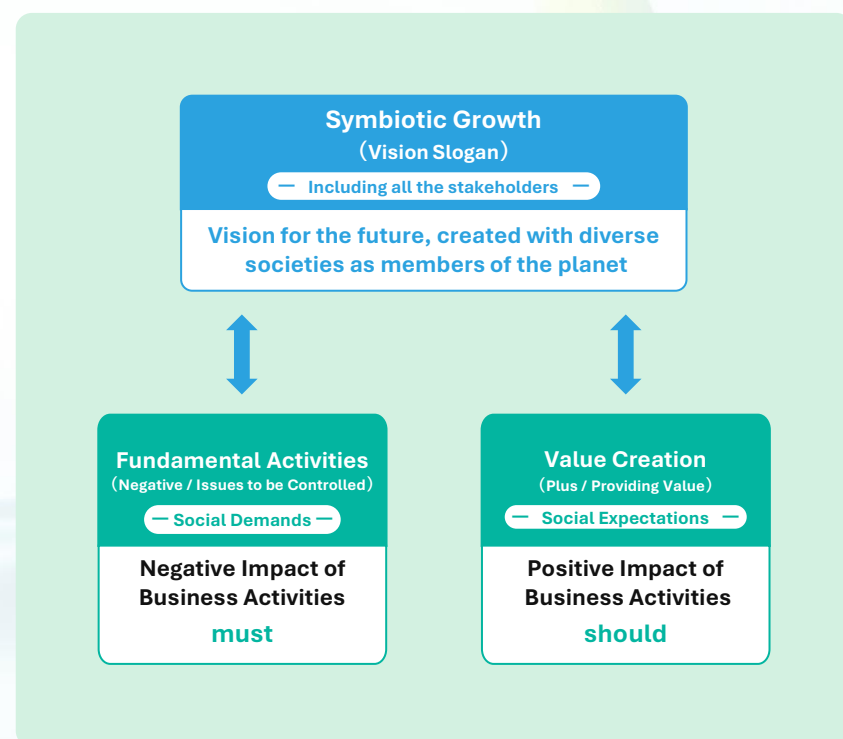 Symbiotic Growth
（Vision Slogan）
— Including all the stakeholders —
Vision for the future, created with diverse
societies as members of the planet
Fundamental Activities
（Negative / Issues to be Controlled）
— Social Demands —
Negative Impact of
Business Activities
must
Value Creation
（Plus / Providing Value）
— Social Expectations —
Positive Impact of
Business Activities
should